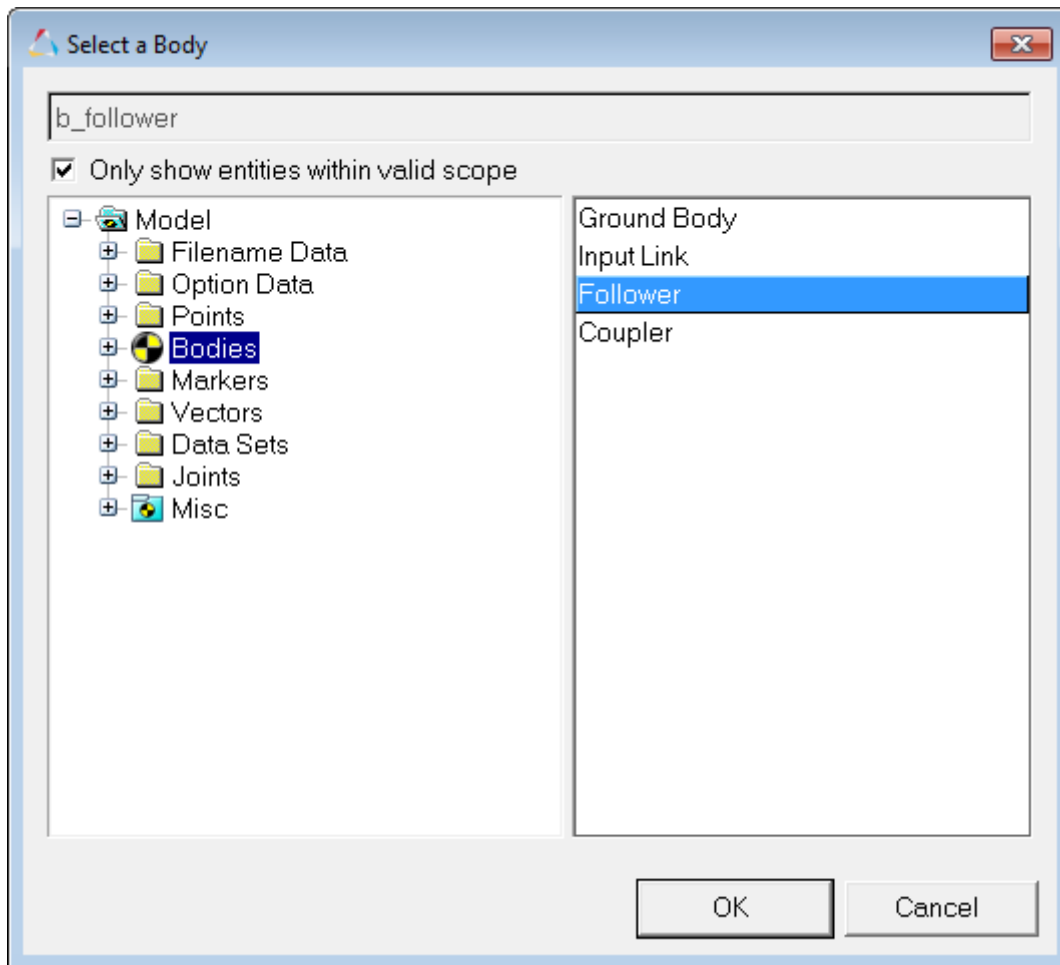 Select a Body
b_follower
Only show entities within valid scope
Model
Filename Data
Option Data
Points
Bodies
Markers
Vectors
Data Sets
Joints
Misc
Ground Body
Input Link
Follower
Coupler
OK
Cancel